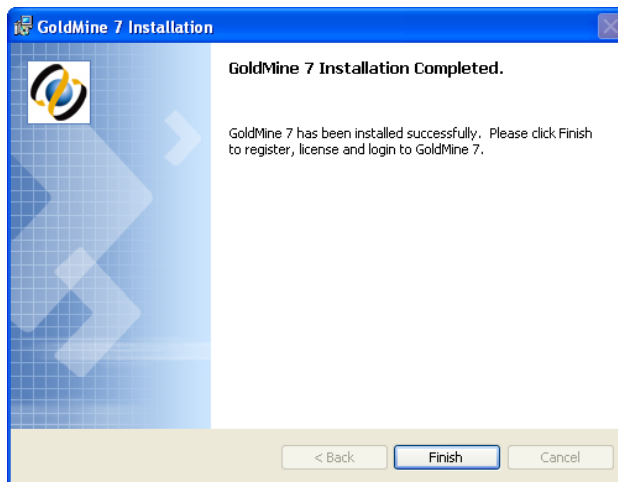 GoldMine 7 Installation
GoldMine 7 Installation Completed.
GoldMine 7 has been installed successfully. Please click Finish
to register, license and login to GoldMine 7.
< Back
Finish
Cancel